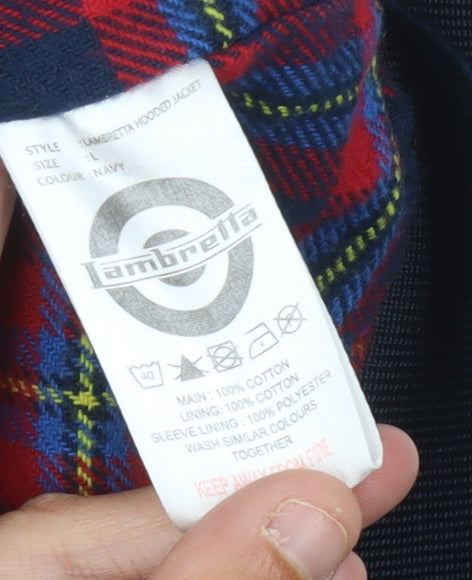 STYLE : LAMBRETTA HOODED JACKET
SIZE : L
COLOUR : NAVY
Lambretta
40
MAIN : 100% COTTON
LINING: 100% COTTON
SLEEVE LINING : 100% POLYESTER
WASH SIMILAR COLOURS
TOGETHER
KEEP AWAY FROM FIRE